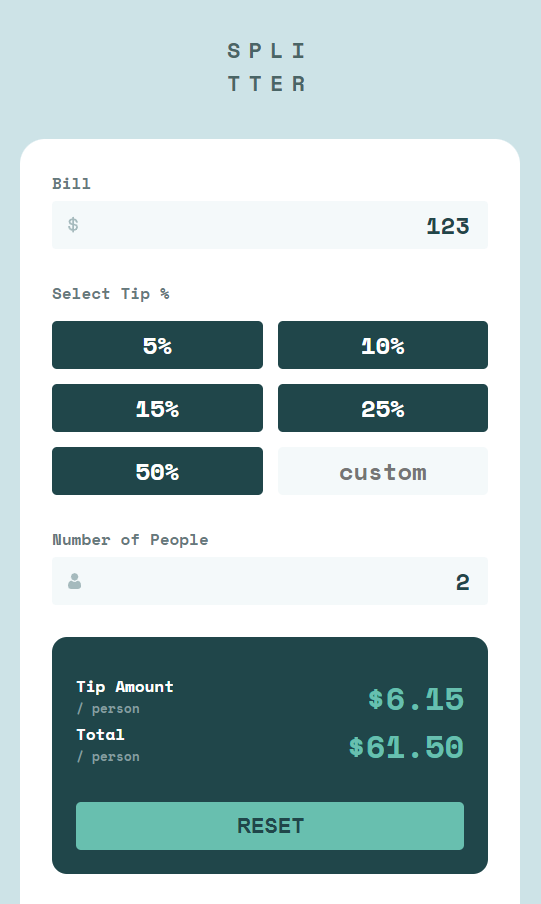 SPLI
TTER
Bill
$ 123
Select Tip %
5% 10%
15% 25%
50% custom
Number of People
2
Tip Amount
/ person
$6.15
Total
/ person
$61.50
RESET